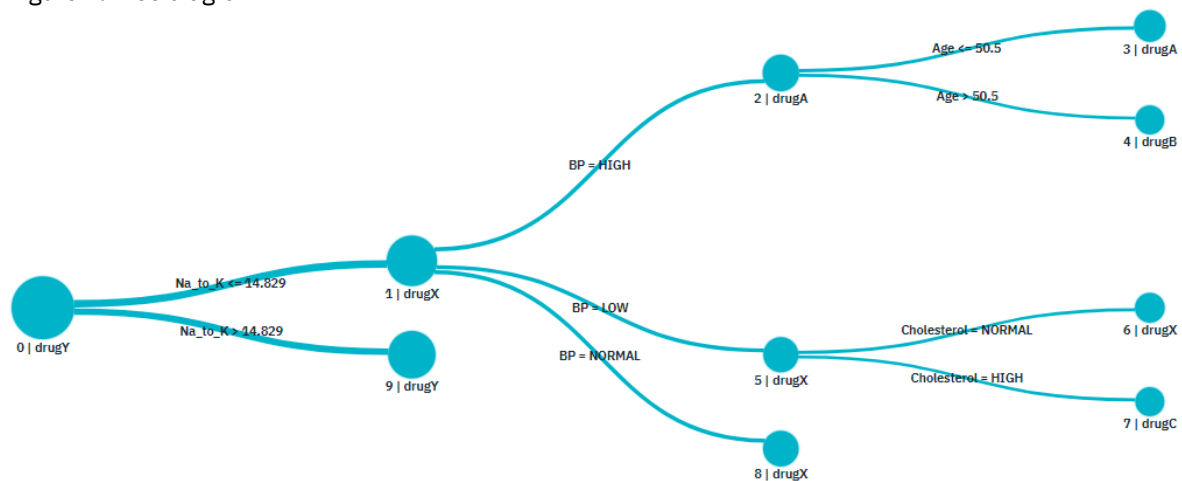 Age <= 50.5
3 | drugA
2 | drugA
Age > 50.5
4 | drugB
BP = HIGH
Na_to_K <= 14.829
1 | drugX
BP = LOW
Na_to_K > 14.829
0 | drugY
Cholesterol = NORMAL
6 | drugX
BP = NORMAL
9 | drugY
5 | drugX
Cholesterol = HIGH
7 | drugC
8 | drugX